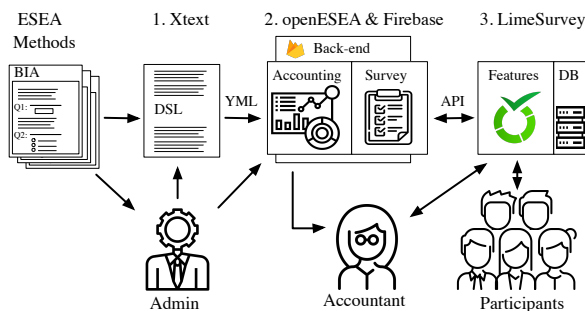 ESEA
Methods
1. Xtext
2. openESEA & Firebase
3. LimeSurvey
Back-end
BIA
Q1:
Q2:
DSL
YML
Accounting
Survey
API
Features
DB
Admin
Accountant
Participants